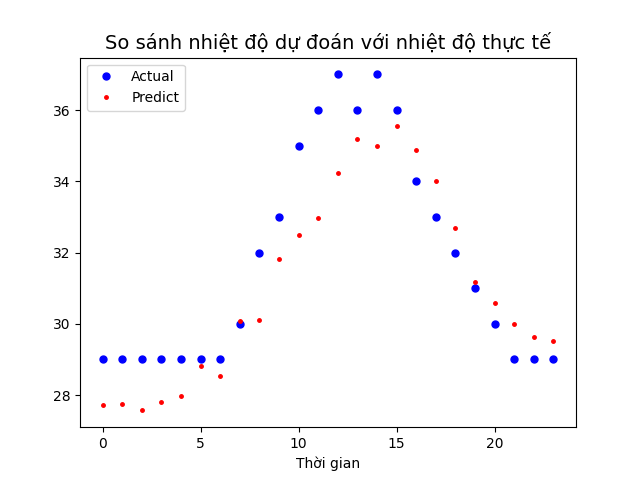 So sánh nhiệt độ dự đoán với nhiệt độ thực tế
Actual
Predict
36
34
32
30
28
0 5 10 15 20
Thời gian